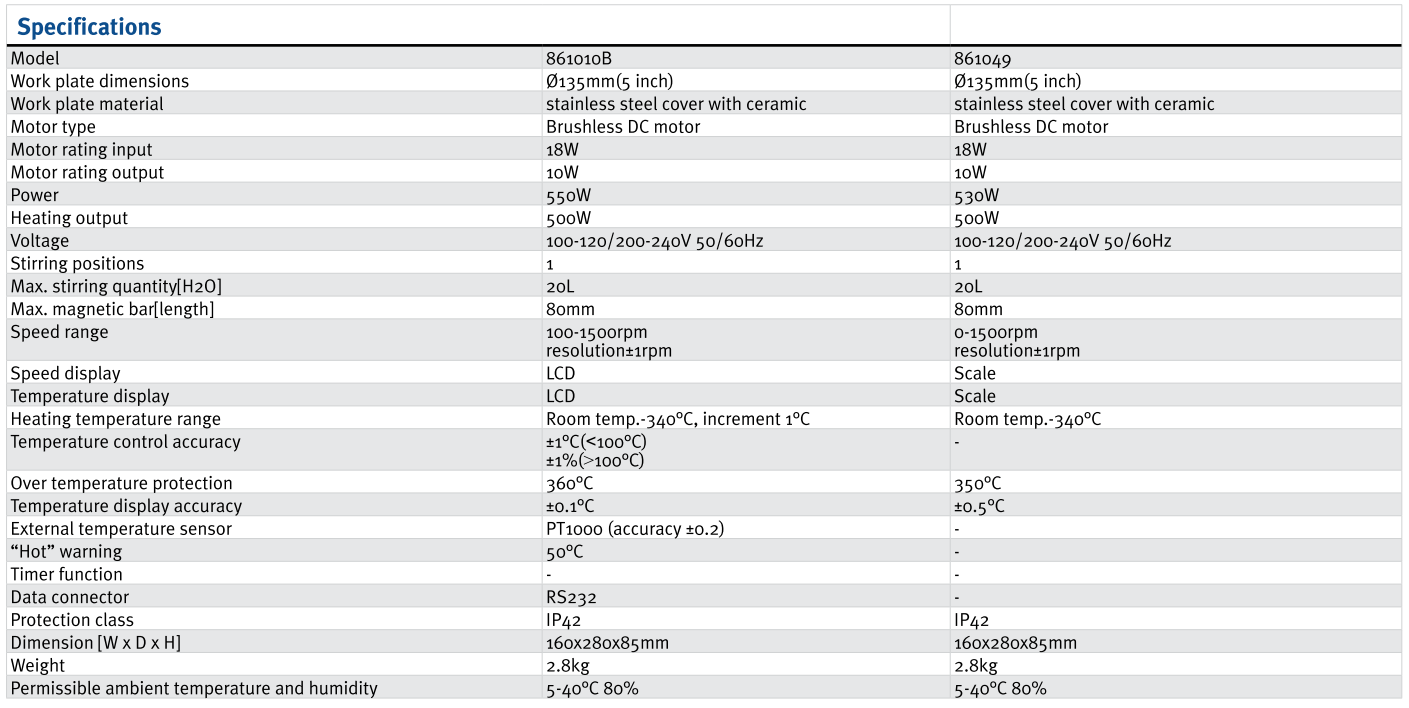 Specifications
Model 861010B 861049
Work plate dimensions Ø135mm(5 inch) Ø135mm(5 inch)
Work plate material stainless steel cover with ceramic stainless steel cover with ceramic
Motor type Brushless DC motor Brushless DC motor
Motor rating input 18W 18W
Motor rating output 10W 10W
Power 550W 530W
Heating output 500W 500W
Voltage 100-120/200-240V 50/60Hz 100-120/200-240V 50/60Hz
Stirring positions 1 1
Max. stirring quantity[H2O] 20L 20L
Max. magnetic bar[length] 80mm 80mm
Speed range 100-1500rpm 0-1500rpm
resolution±1rpm resolution±1rpm
Speed display LCD Scale
Temperature display LCD Scale
Heating temperature range Room temp.-340°C, increment 1°C Room temp.-340°C
Temperature control accuracy ±1°C(<100°C) -
±1%(>100°C)
Over temperature protection 360°C 350°C
Temperature display accuracy ±0.1°C ±0.5°C
External temperature sensor PT1000 (accuracy ±0.2) -
“Hot” warning 50°C -
Timer function - -
Data connector RS232 -
Protection class IP42 IP42
Dimension [W x D x H] 160x280x85mm 160x280x85mm
Weight 2.8kg 2.8kg
Permissible ambient temperature and humidity 5-40°C 80% 5-40°C 80%